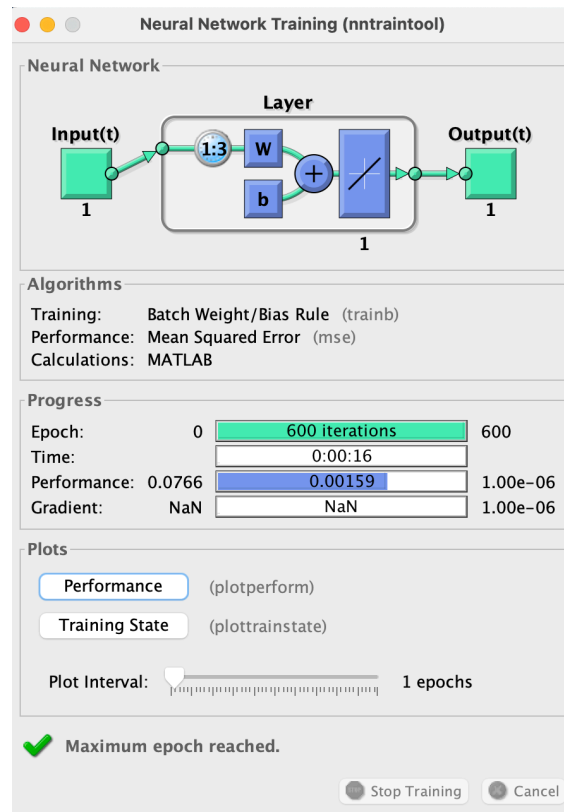 Neural Network Training (nntraintool)
Neural Network
Layer
Input(t)
Output(t)
1:3
W
b
+
1
1
1
Algorithms
Training: Batch Weight/Bias Rule (trainb)
Performance: Mean Squared Error (mse)
Calculations: MATLAB
Progress
Epoch: 0 600 iterations 600
Time: 0:00:16
Performance: 0.0766 0.00159 1.00e-06
Gradient: NaN NaN 1.00e-06
Plots
Performance (plotperform)
Training State (plottrainstate)
Plot Interval: 1 epochs
Maximum epoch reached.
Stop Training Cancel